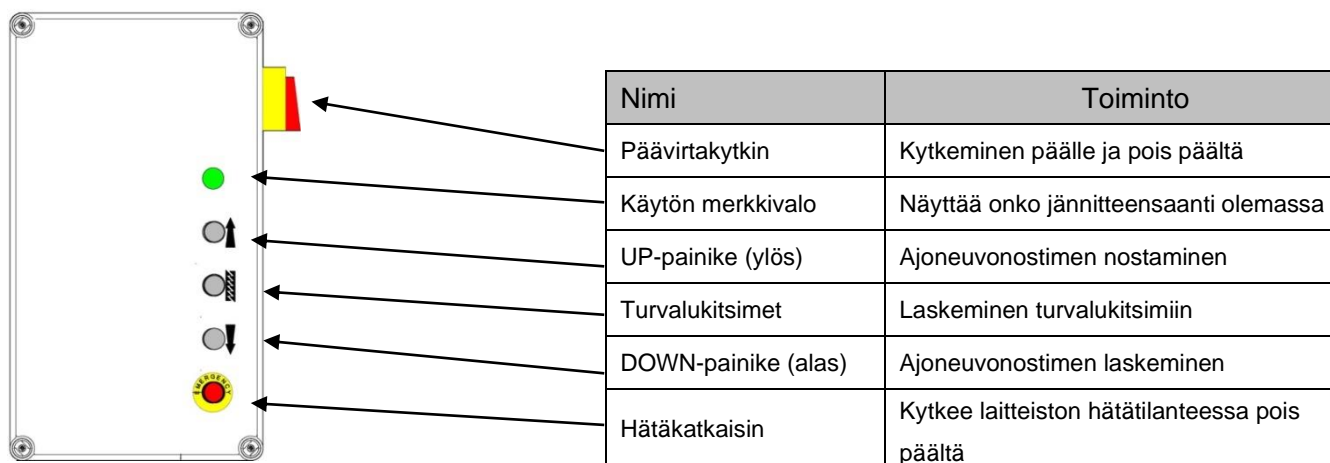 Nimi Toiminto
Päävirtakytkin Kytkeminen päälle ja pois päältä
Käytön merkkivalo Näyttää onko jännitteensaanti olemassa
UP-painike (ylös) Ajoneuvonostimen nostaminen
Turvalukitsimet Laskeminen turvalukitsimiin
DOWN-painike (alas) Ajoneuvonostimen laskeminen
Hätäkatkaisin Kytkee laitteiston hätätilanteessa pois
päältä
EMERGENCY